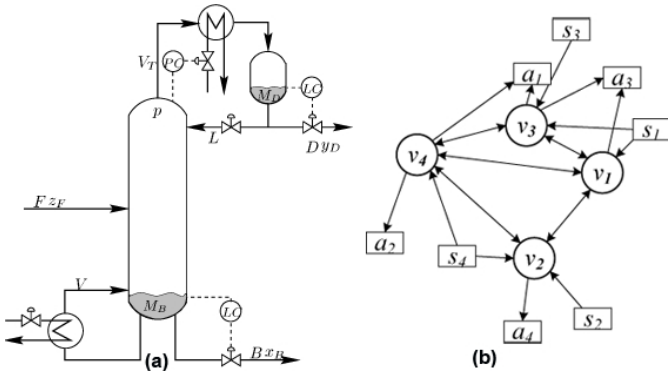 V_T
PC
p
M_D
LC
L
D y_D
F z_F
V
M_B
LC
B x_B
(a)
s_3
a_1
a_3
v_3
s_1
v_4
v_1
a_2
s_4
v_2
a_4
s_2
(b)